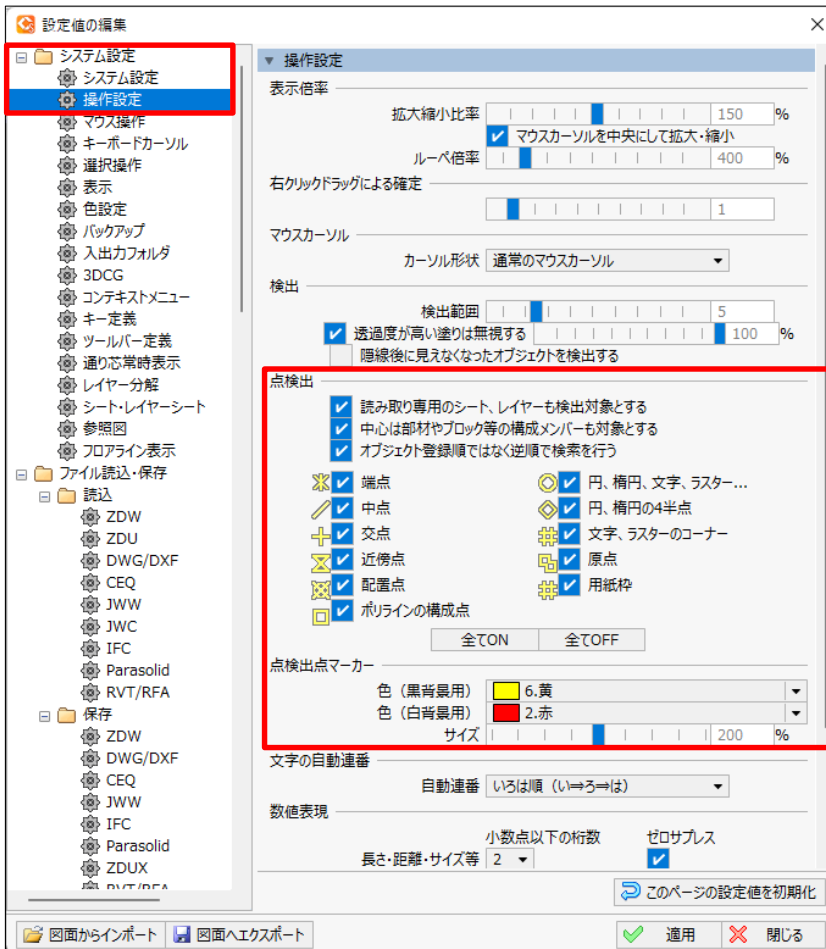 設定値の編集
システム設定
システム設定
操作設定
マウス操作
キーボードカーソル
選択操作
表示
色設定
バックアップ
入出力フォルダ
3DCG
コンテキストメニュー
キー定義
ツールバー定義
通り芯常時表示
レイヤー分解
シート・レイヤーシート
参照図
フロアライン表示
ファイル読込・保存
読込
ZDW
ZDU
DWG/DXF
CEQ
JWW
JWC
IFC
Parasolid
RVT/RFA
保存
ZDW
DWG/DXF
CEQ
JWW
IFC
Parasolid
ZDUX
RVT/RFA
操作設定
表示倍率
拡大縮小比率 150 %
マウスカーソルを中央にして拡大・縮小
ルーペ倍率 400 %
右クリックドラッグによる確定
1
マウスカーソル
カーソル形状 通常のマウスカーソル
検出
検出範囲 5
透過度が高い塗りは無視する 100 %
隠線後に見えなくなったオブジェクトを検出する
点検出
読み取り専用のシート、レイヤーも検出対象とする
中心は部材やブロック等の構成メンバーも対象とする
オブジェクト登録順ではなく逆順で検索を行う
端点 円、楕円、文字、ラスター...
中点 円、楕円の4半点
交点 文字、ラスターのコーナー
近傍点 原点
配置点 用紙枠
ポリラインの構成点
全てON 全てOFF
点検出点マーカー
色（黒背景用） 6.黄
色（白背景用） 2.赤
サイズ 200 %
文字の自動連番
自動連番 いろは順（い⇒ろ⇒は）
数値表現
小数点以下の桁数 ゼロサプレス
長さ・距離・サイズ等 2
このページの設定値を初期化
図面からインポート 図面へエクスポート 適用 閉じる